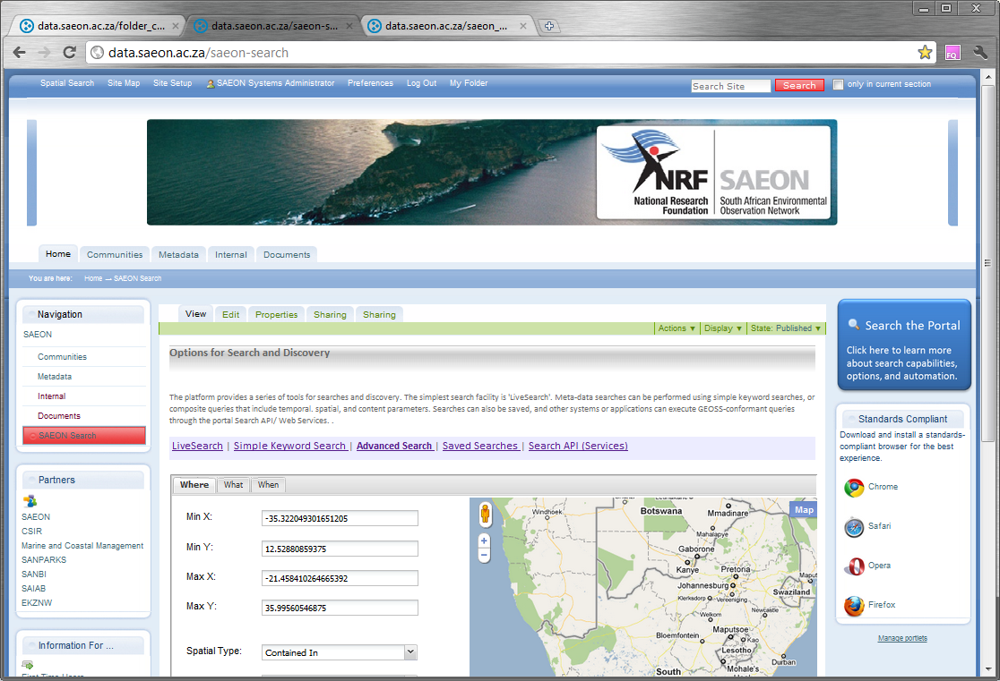 data.saeon.ac.za/folder_c...
data.saeon.ac.za/saeon-s...
data.saeon.ac.za/saeon_...
data.saeon.ac.za/saeon-search
FQ
Spatial Search Site Map Site Setup SAEON Systems Administrator Preferences Log Out My Folder
Search Site Search only in current section
NRF
National Research
Foundation
SAEON
South African Environmental
Observation Network
Home Communities Metadata Internal Documents
You are here: Home → SAEON Search
Navigation
SAEON
Communities
Metadata
Internal
Documents
SAEON Search
Partners
SAEON
CSIR
Marine and Coastal Management
SANPARKS
SANBI
SAIAB
EKZNW
Information For ...
First Time Users
View Edit Properties Sharing Sharing
Actions ▼ Display ▼ State: Published ▼
Options for Search and Discovery
The platform provides a series of tools for searches and discovery. The simplest search facility is 'LiveSearch'. Meta-data searches can be performed using simple keyword searches, or
composite queries that include temporal. spatial, and content parameters. Searches can also be saved, and other systems or applications can execute GEOSS-conformant queries
through the portal Search API/ Web Services. .
LiveSearch | Simple Keyword Search | Advanced Search | Saved Searches | Search API (Services)
Where What When
Min X: -35.322049301651205
Min Y: 12.52880859375
Max X: -21.458410264665392
Max Y: 35.99560546875
Spatial Type: Contained In
Map
+
−
Windhoek
Botswana
Mmadinare
Mahalapye
Gaborone
Kanye
Pretoria
Johannesburg
Swaziland
Klerksdorp
Vereeniging
Newcastle
Welkom
Bloemfontein
Maputsoe
Kao
Lesotho
Durban
Mohale's
South
Search the Portal
Click here to learn more
about search capabilities,
options, and automation.
Standards Compliant
Download and install a standards-
compliant browser for the best
experience.
Chrome
Safari
Opera
Firefox
Manage portlets